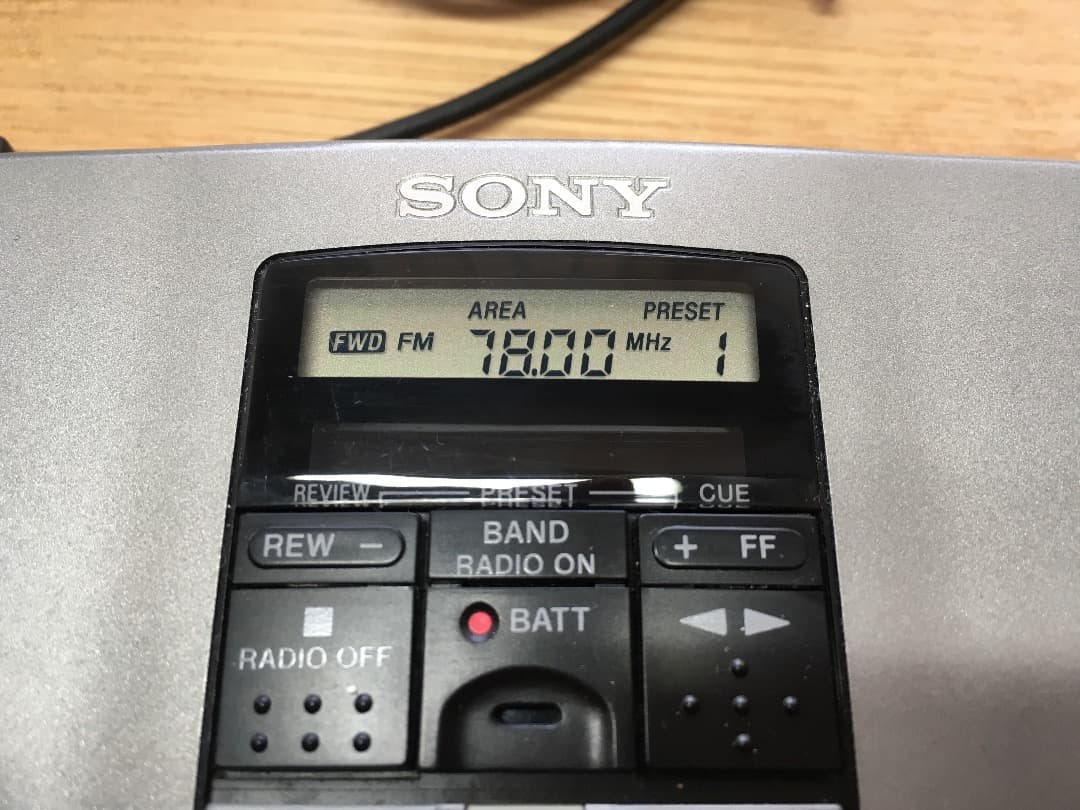 SONY
AREA PRESET
FWD FM 78.00 MHz 1
REVIEW PRESET CUE
REW − BAND + FF
RADIO ON
BATT
RADIO OFF